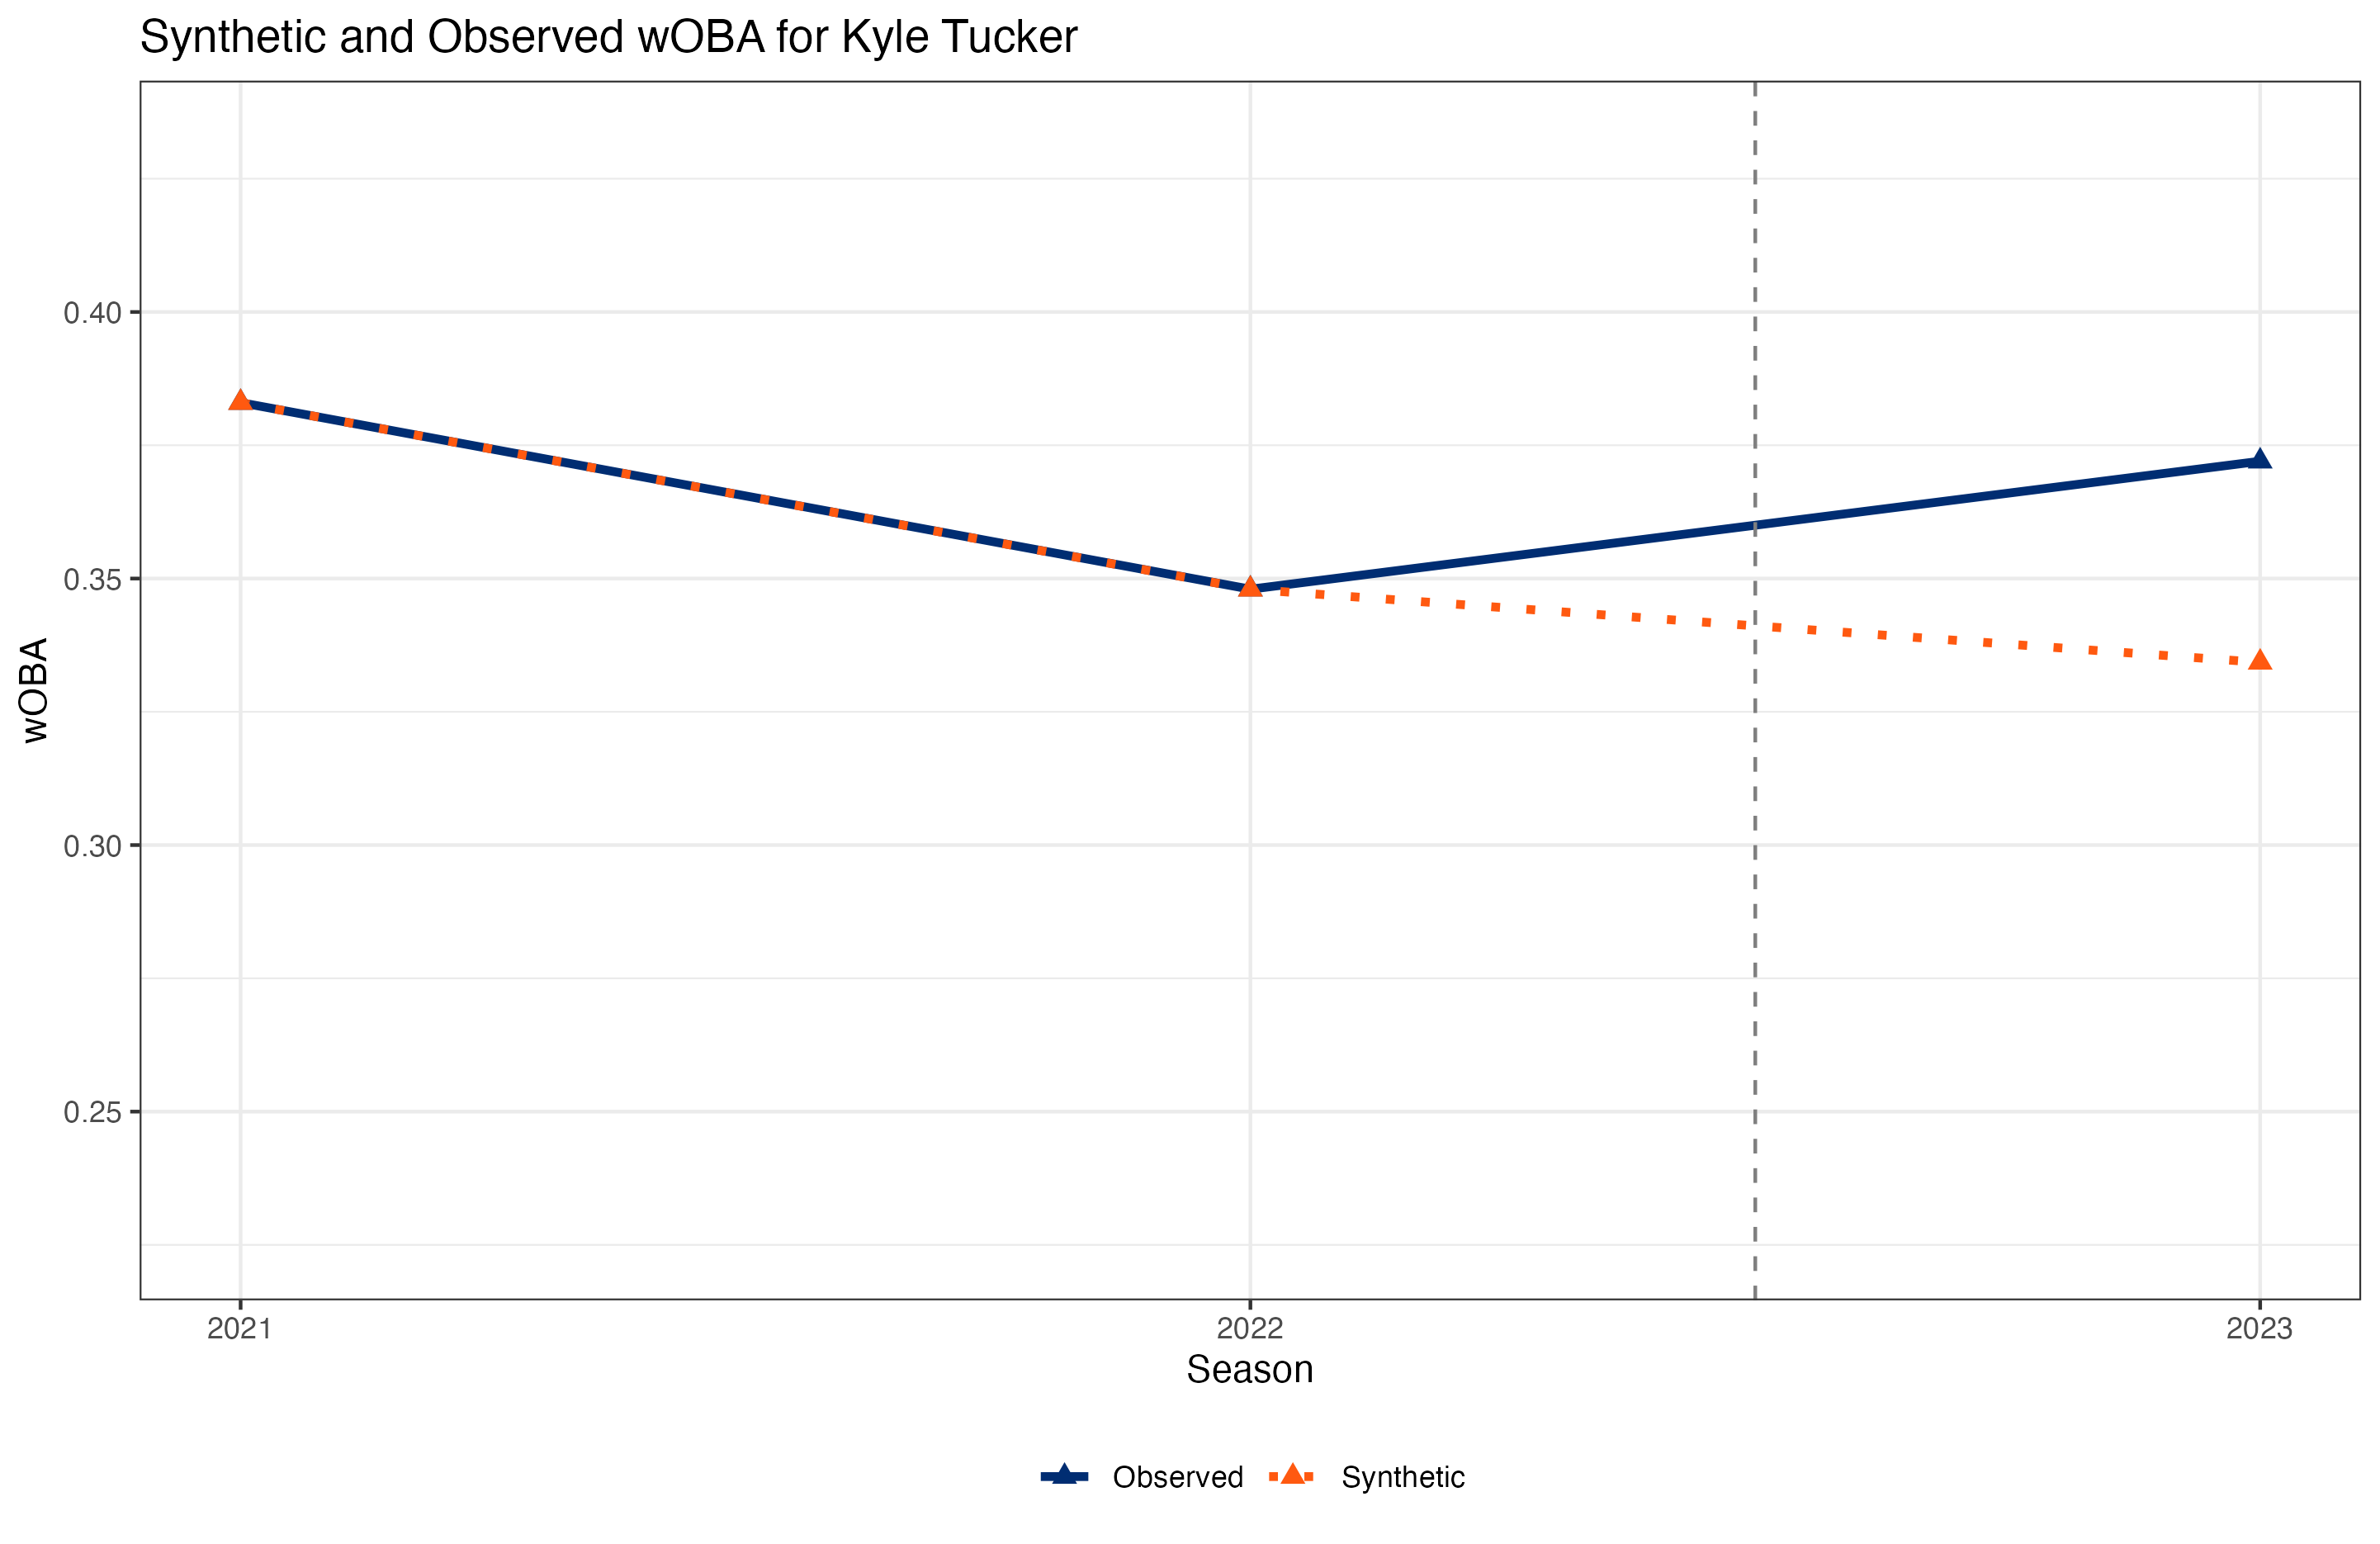 Synthetic and Observed wOBA for Kyle Tucker
wOBA
0.40
0.35
0.30
0.25
2021 2022 2023
Season
Observed Synthetic